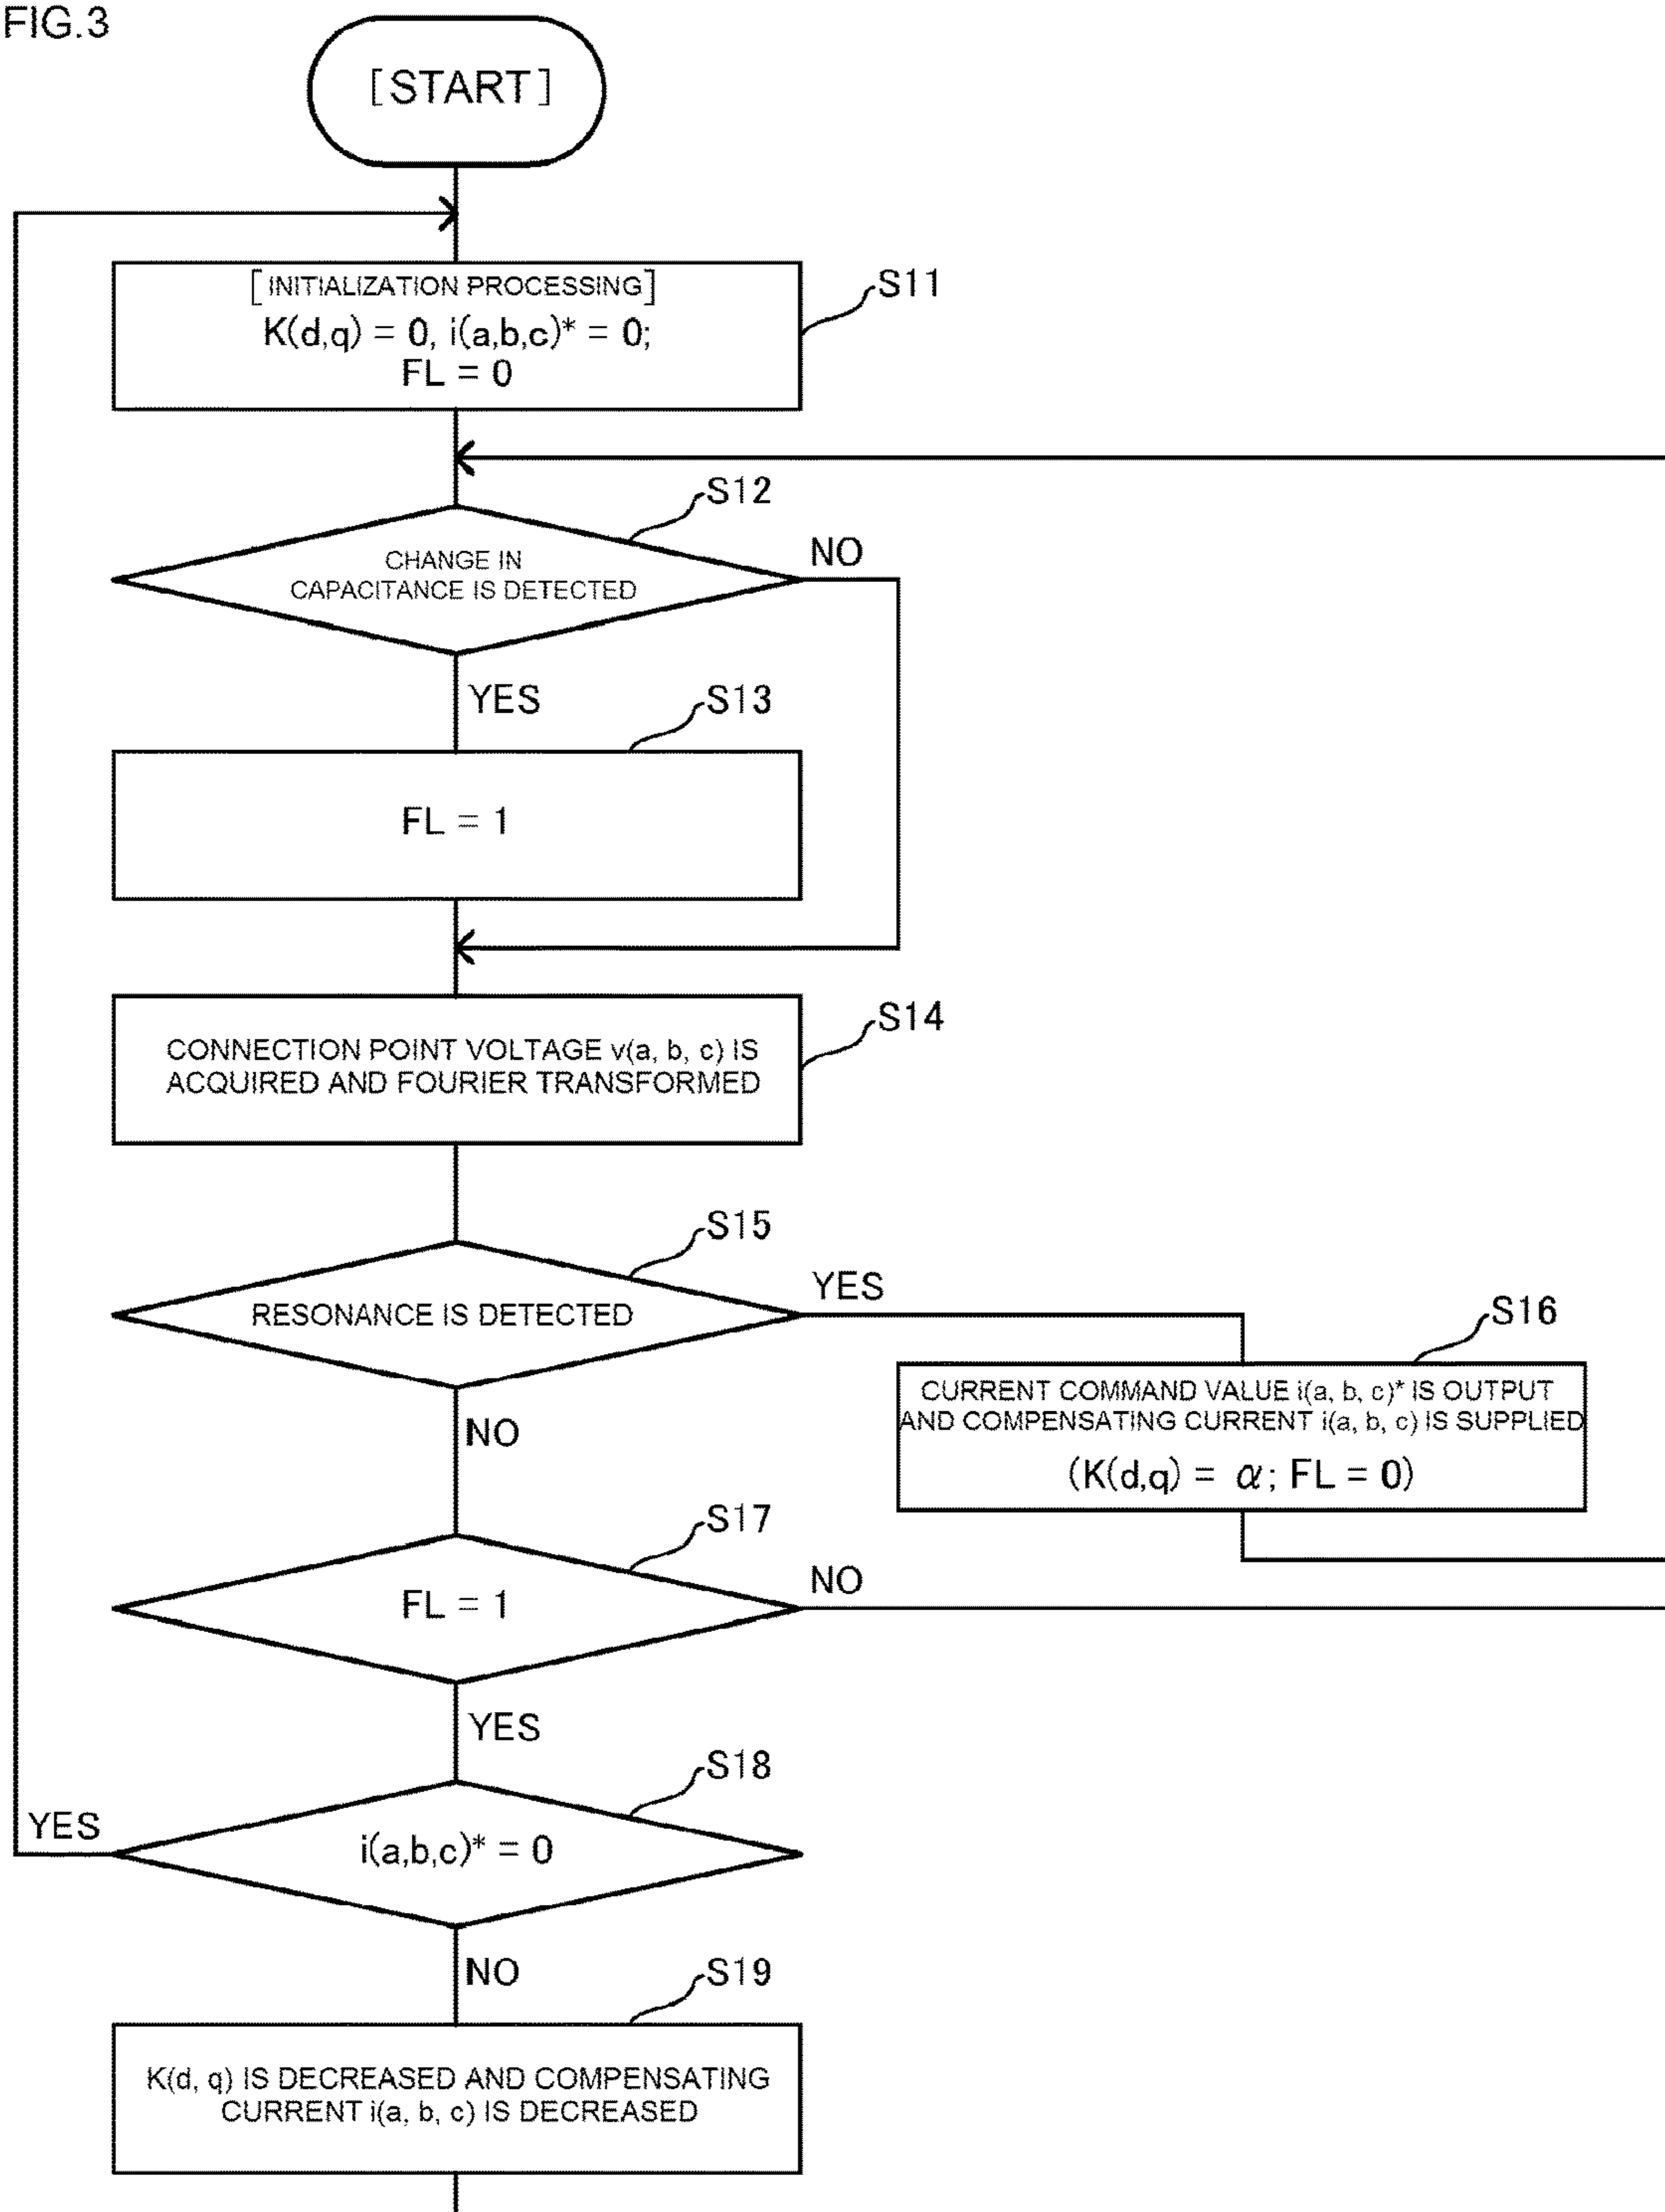 FIG.3
[START]
[INITIALIZATION PROCESSING]
K(d,q) = 0, i(a,b,c)* = 0;
FL = 0
S11
S12
CHANGE IN
CAPACITANCE IS DETECTED
NO
YES
S13
FL = 1
S14
CONNECTION POINT VOLTAGE v(a, b, c) IS
ACQUIRED AND FOURIER TRANSFORMED
S15
RESONANCE IS DETECTED
YES
NO
S16
CURRENT COMMAND VALUE i(a, b, c)* IS OUTPUT
AND COMPENSATING CURRENT i(a, b, c) IS SUPPLIED
(K(d,q) = α; FL = 0)
S17
FL = 1
NO
YES
S18
i(a,b,c)* = 0
YES
NO
S19
K(d, q) IS DECREASED AND COMPENSATING
CURRENT i(a, b, c) IS DECREASED